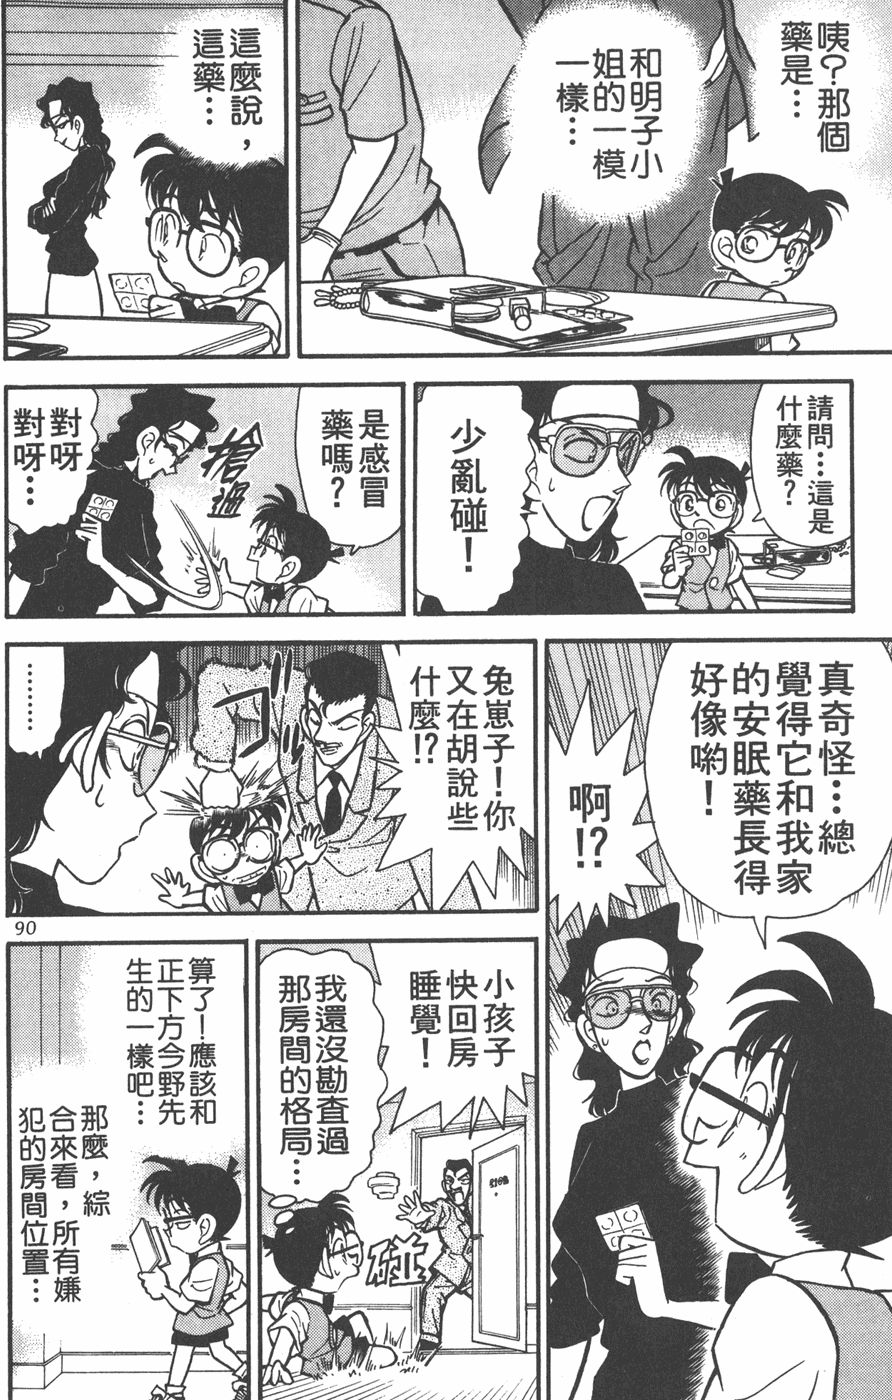 咦?那個
藥是…
和明子小
姐的一模
一樣…
這麼說，
這藥…
請問…這是
什麼藥?
少亂碰！
是感冒
藥嗎?
搶過
對呀
對呀…
真奇怪…總
覺得它和我家
的安眠藥長得
好像喲！
啊!?
兔崽子！你
又在胡說些
什麼!?
………
小孩子
快回房
睡覺！
我還沒勘查過
那房間的格局…
碰
算了！應該和
正下方今野先
生的一樣吧…
那麼，綜
合來看，所有嫌
犯的房間位置…
90